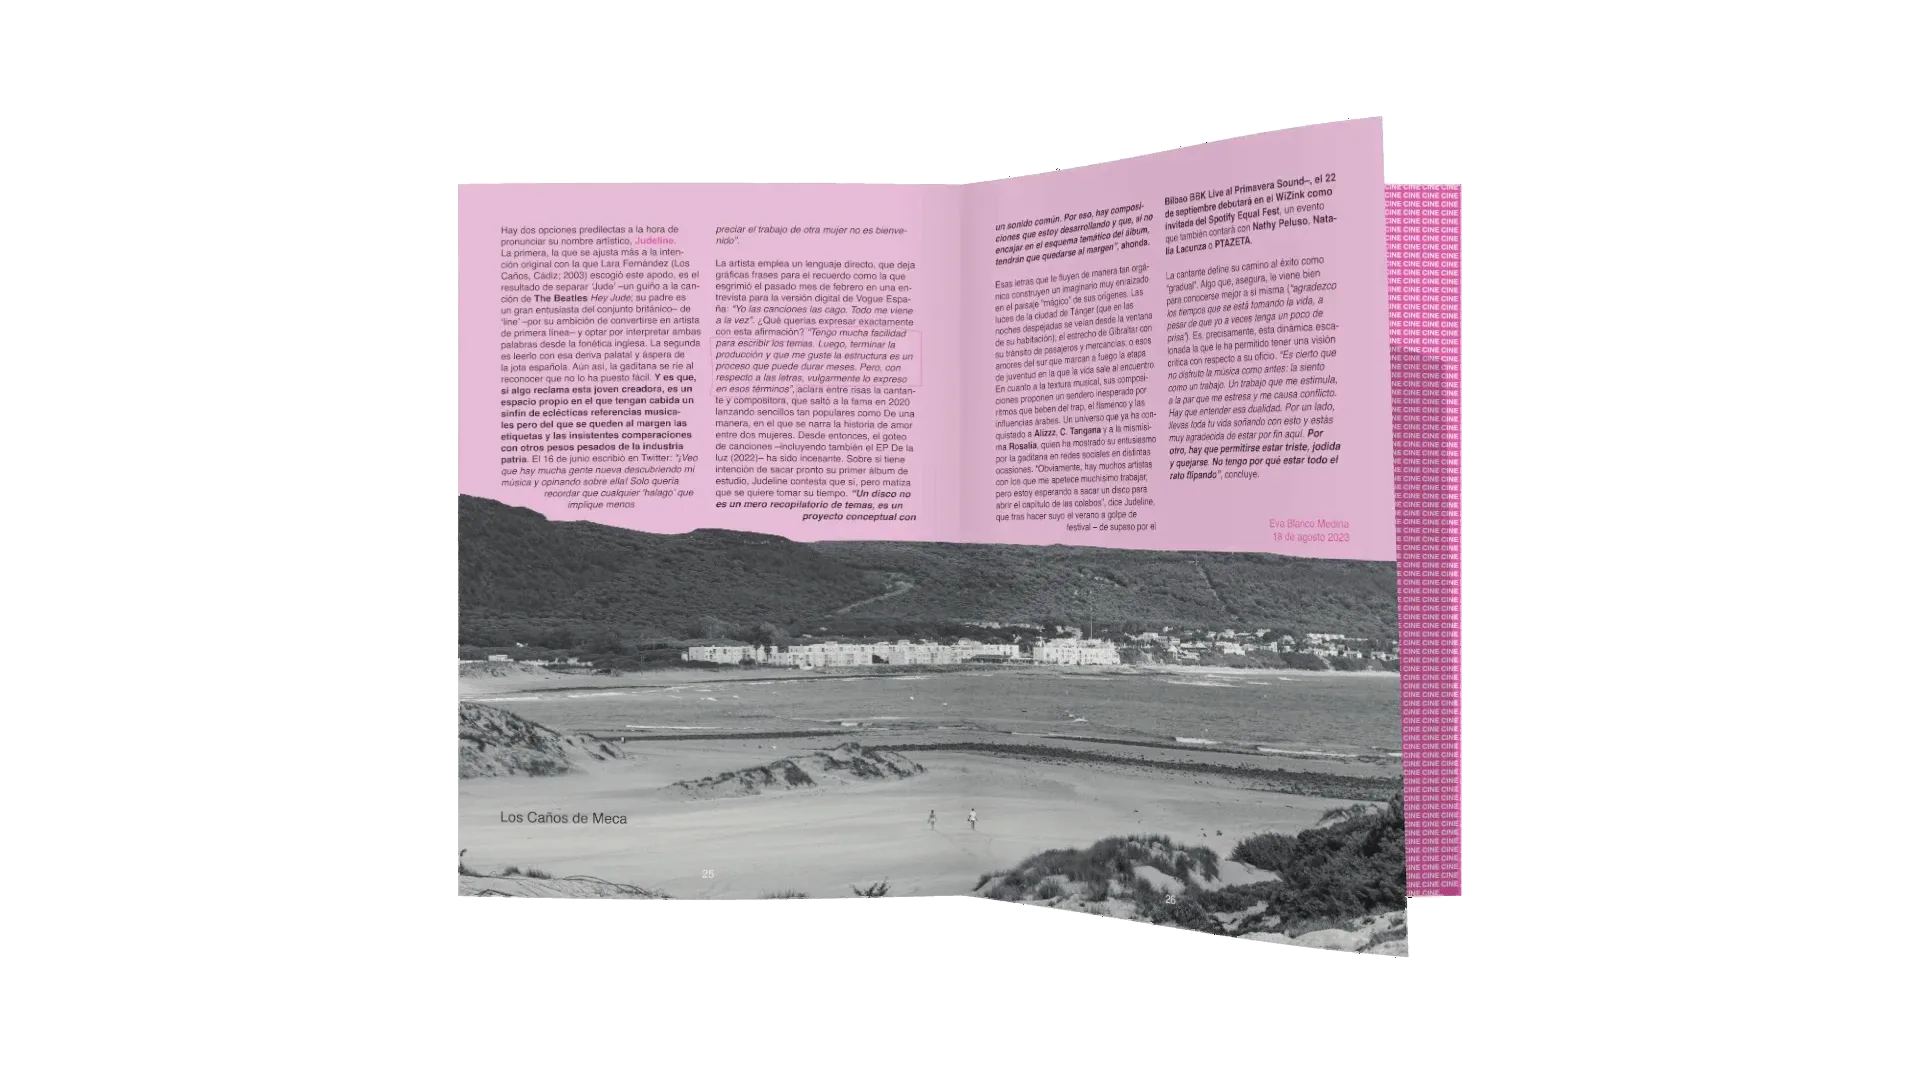 Hay dos opciones predilectas a la hora de
pronunciar su nombre artístico, Judeline.
La primera, la que se ajusta más a la inten-
ción original con la que Lara Fernández (Los
Caños, Cádiz; 2003) escogió este apodo, es el
resultado de separar 'Jude' –un guiño a la can-
ción de The Beatles Hey Jude; su padre es
un gran entusiasta del conjunto británico– de
'line' –por su ambición de convertirse en artista
de primera línea– y optar por interpretar ambas
palabras desde la fonética inglesa. La segunda
es leerlo con esa deriva palatal y áspera de
la jota española. Aún así, la gaditana se ríe al
reconocer que no lo ha puesto fácil. Y es que,
si algo reclama esta joven creadora, es un
espacio propio en el que tengan cabida un
sinfín de eclécticas referencias musica-
les pero del que se queden al margen las
etiquetas y las insistentes comparaciones
con otros pesos pesados de la industria
patria. El 16 de junio escribió en Twitter: "¡Veo
que hay mucha gente nueva descubriendo mi
música y opinando sobre ella! Solo quería
recordar que cualquier 'halago' que
implique menos
preciar el trabajo de otra mujer no es bienve-
nido".
La artista emplea un lenguaje directo, que deja
gráficas frases para el recuerdo como la que
esgrimió el pasado mes de febrero en una en-
trevista para la versión digital de Vogue Espa-
ña: "Yo las canciones las cago. Todo me viene
a la vez". ¿Qué querías expresar exactamente
con esta afirmación? "Tengo mucha facilidad
para escribir los temas. Luego, terminar la
producción y que me guste la estructura es un
proceso que puede durar meses. Pero, con
respecto a las letras, vulgarmente lo expreso
en esos términos", aclara entre risas la cantan-
te y compositora, que saltó a la fama en 2020
lanzando sencillos tan populares como De una
manera, en el que se narra la historia de amor
entre dos mujeres. Desde entonces, el goteo
de canciones –incluyendo también el EP De la
luz (2022)– ha sido incesante. Sobre si tiene
intención de sacar pronto su primer álbum de
estudio, Judeline contesta que sí, pero matiza
que se quiere tomar su tiempo. "Un disco no
es un mero recopilatorio de temas, es un
proyecto conceptual con
un sonido común. Por eso, hay composi-
ciones que estoy desarrollando y que, al no
encajar en el esquema temático del álbum,
tendrán que quedarse al margen", ahonda.
Esas letras que le fluyen de manera tan orgá-
nica construyen un imaginario muy enraizado
en el paisaje "mágico" de sus orígenes. Las
luces de la ciudad de Tánger (que en las
noches despejadas se veían desde la ventana
de su habitación); el estrecho de Gibraltar con
su tránsito de pasajeros y mercancías; o esos
amores del sur que marcan a fuego la etapa
de juventud en la que la vida sale al encuentro
En cuanto a la textura musical, sus composi-
ciones proponen un sendero inesperado por
ritmos que beben del trap, el flamenco y las
influencias árabes. Un universo que ya ha con-
quistado a Alizzz, C. Tangana y a la mismísi-
ma Rosalía, quien ha mostrado su entusiesmo
por la gaditana en redes sociales en distintas
ocasiones. "Obviamente, hay muchos artistas
con los que me apetece muchísimo trabajar,
pero estoy esperando a sacar un disco para
abrir el capítulo de las colabos", dice Judeline,
que tras hacer suyo el verano a golpe de
festival – de supaso por el
Bilbao BBK Live al Primavera Sound–, el 22
de septiembre debutará en el WiZink como
invitada del Spotify Equal Fest, un evento
que también contará con Nathy Peluso, Nata-
lia Lacunza o PTAZETA.
La cantante define su camino al éxito como
"gradual". Algo que, asegura, le viene bien
para conocerse mejor a sí misma ("agradezco
los tiempos que se está tomando la vida, a
pesar de que yo a veces tenga un poco de
prisa"). Es, precisamente, esta dinámica esca-
lonada la que le ha permitido tener una visión
crítica con respecto a su oficio. "Es cierto que
no disfruto la música como antes: la siento
como un trabajo. Un trabajo que me estimula,
a la par que me estresa y me causa conflicto.
Hay que entender esa dualidad. Por un lado,
llevas toda tu vida soñando con esto y estás
muy agradecida de estar por fin aquí. Por
otro, hay que permitirse estar triste, jodida
y quejarse. No tengo por qué estar todo el
rato flipando", concluye.
Eva Blanco Medina
18 de agosto 2023
Los Caños de Meca
25
26
CINE CINE CINE CINE